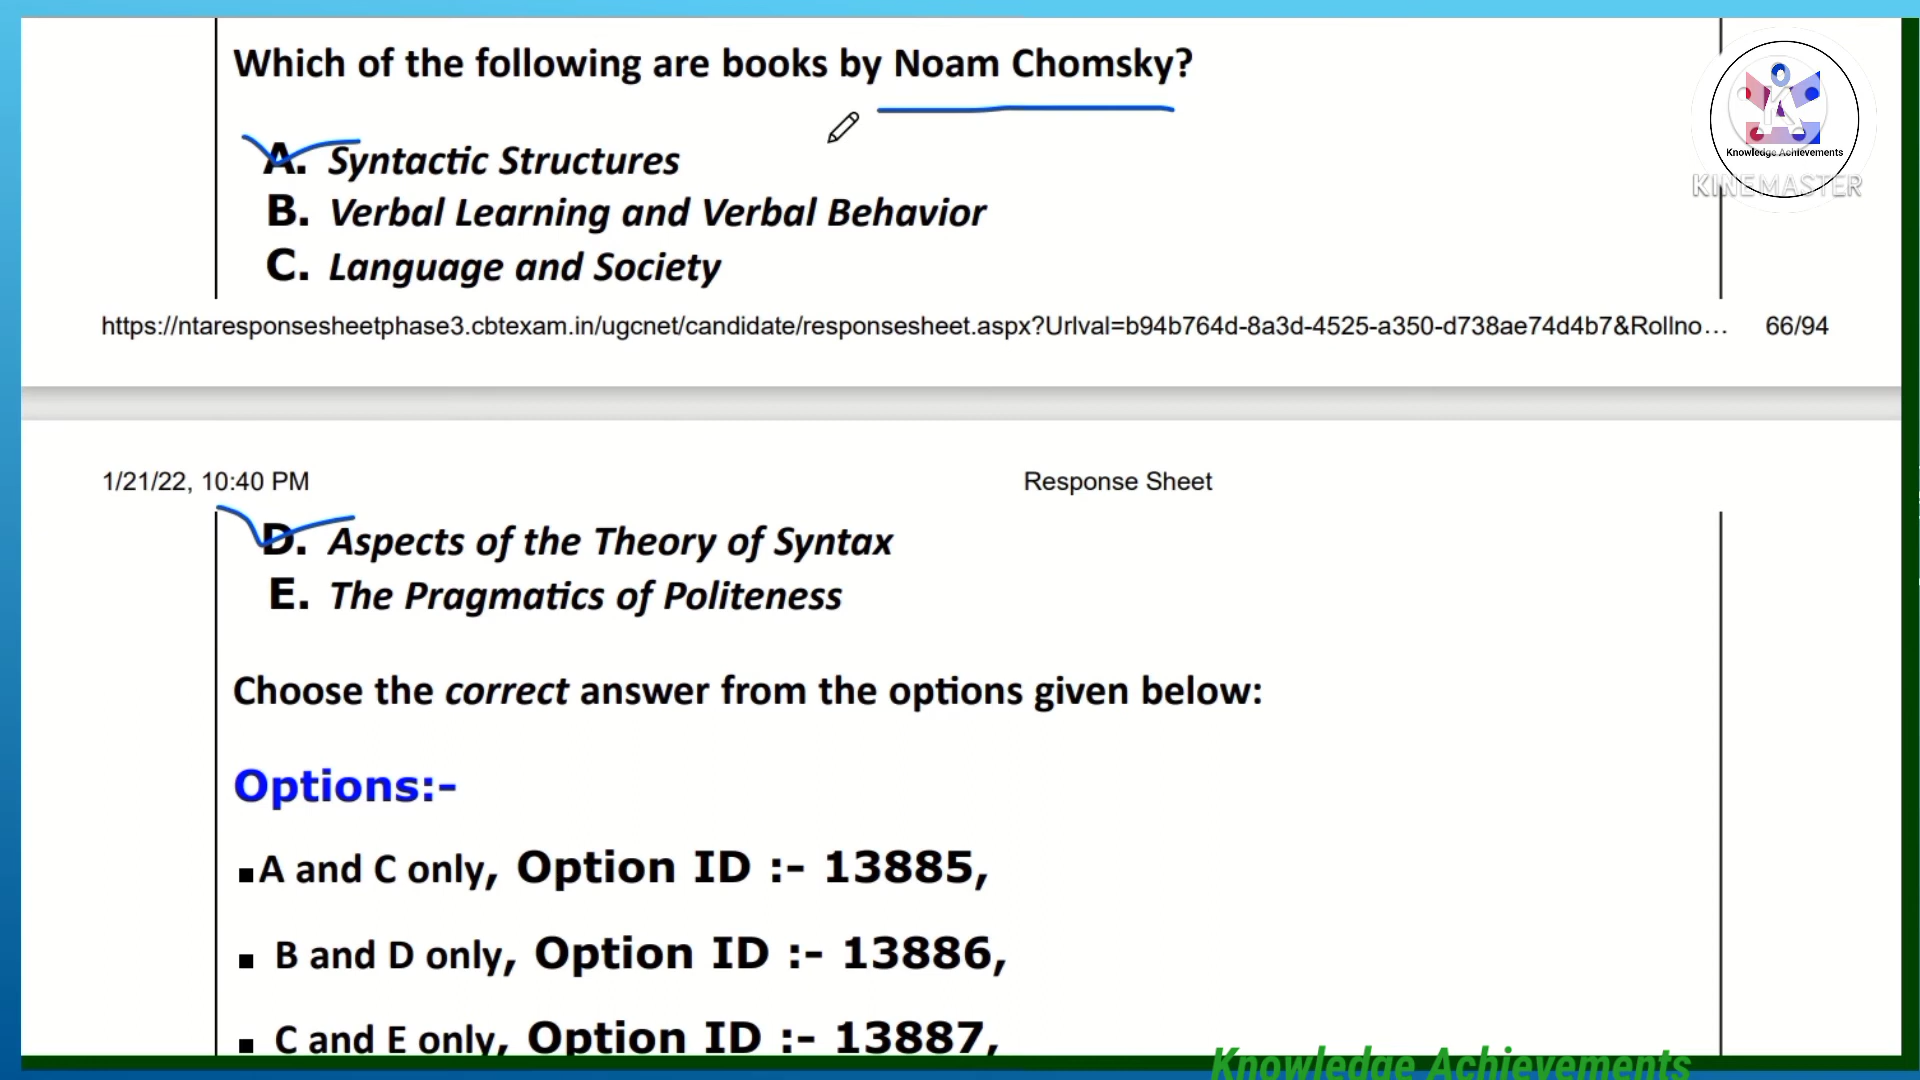 Which of the following are books by Noam Chomsky?
A. Syntactic Structures
B. Verbal Learning and Verbal Behavior
C. Language and Society
https://ntaresponsesheetphase3.cbtexam.in/ugcnet/candidate/responsesheet.aspx?Urlval=b94b764d-8a3d-4525-a350-d738ae74d4b7&Rollno... 66/94
1/21/22, 10:40 PM Response Sheet
D. Aspects of the Theory of Syntax
E. The Pragmatics of Politeness
Choose the correct answer from the options given below:
Options:-
▪A and C only, Option ID :- 13885,
▪ B and D only, Option ID :- 13886,
▪ C and E only, Option ID :- 13887,
Knowledge Achievements
KINEMASTER
Knowledge Achievements